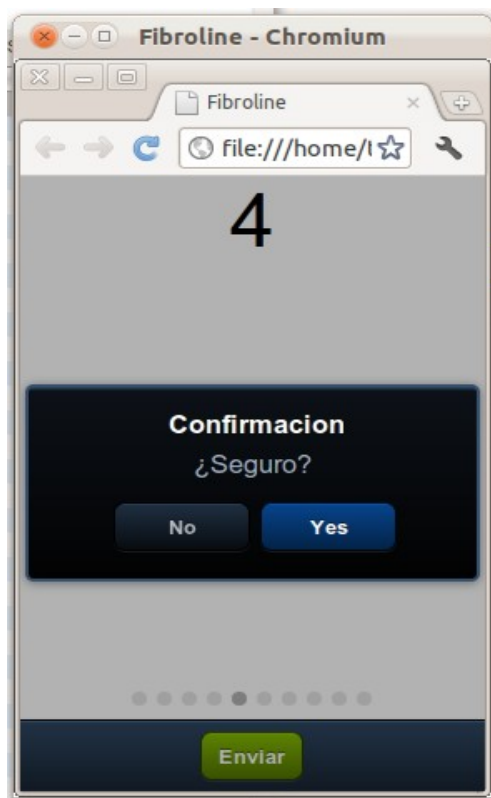 Fibroline - Chromium
Fibroline
file:///home/t
4
Confirmacion
¿Seguro?
No Yes
Enviar